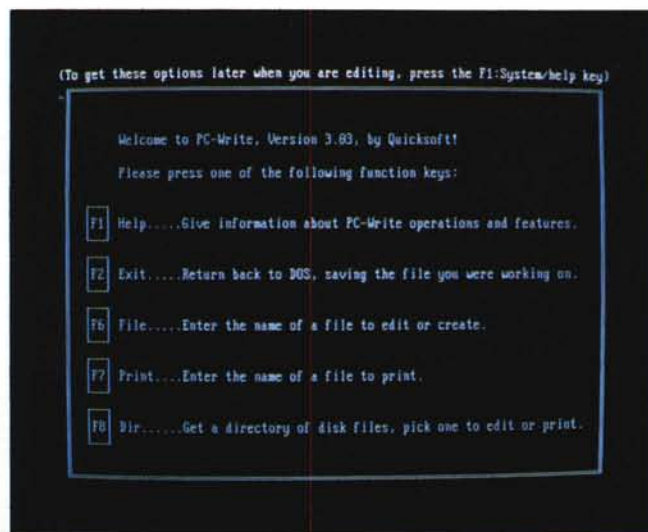 (To get these options later when you are editing, press the F1:System/help key)
Welcome to PC-Write, Version 3.03, by Quicksoft!
Please press one of the following function keys:
F1 Help.....Give information about PC-Write operations and features.
F2 Exit.....Return back to DOS, saving the file you were working on.
F6 File.....Enter the name of a file to edit or create.
F7 Print....Enter the name of a file to print.
F8 Dir......Get a directory of disk files, pick one to edit or print.